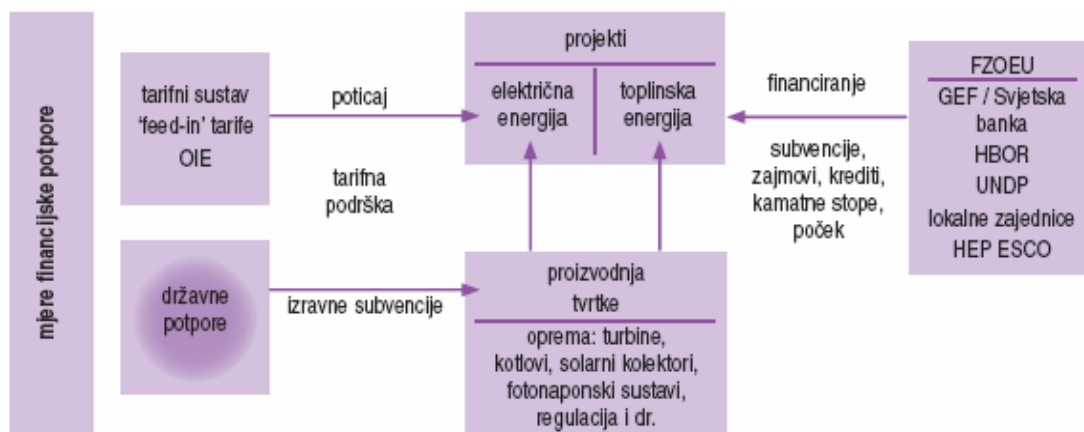 mjere financijske potpore
tarifni sustav
'feed-in' tarife
OIE
poticaj
tarifna
podrška
projekti
električna
energija
toplinska
energija
financiranje
subvencije,
zajmovi, krediti,
kamatne stope,
poček
FZOEU
GEF / Svjetska
banka
HBOR
UNDP
lokalne zajednice
HEP ESCO
državne
potpore
izravne subvencije
proizvodnja
tvrtke
oprema: turbine,
kotlovi, solarni kolektori,
fotonaponski sustavi,
regulacija i dr.